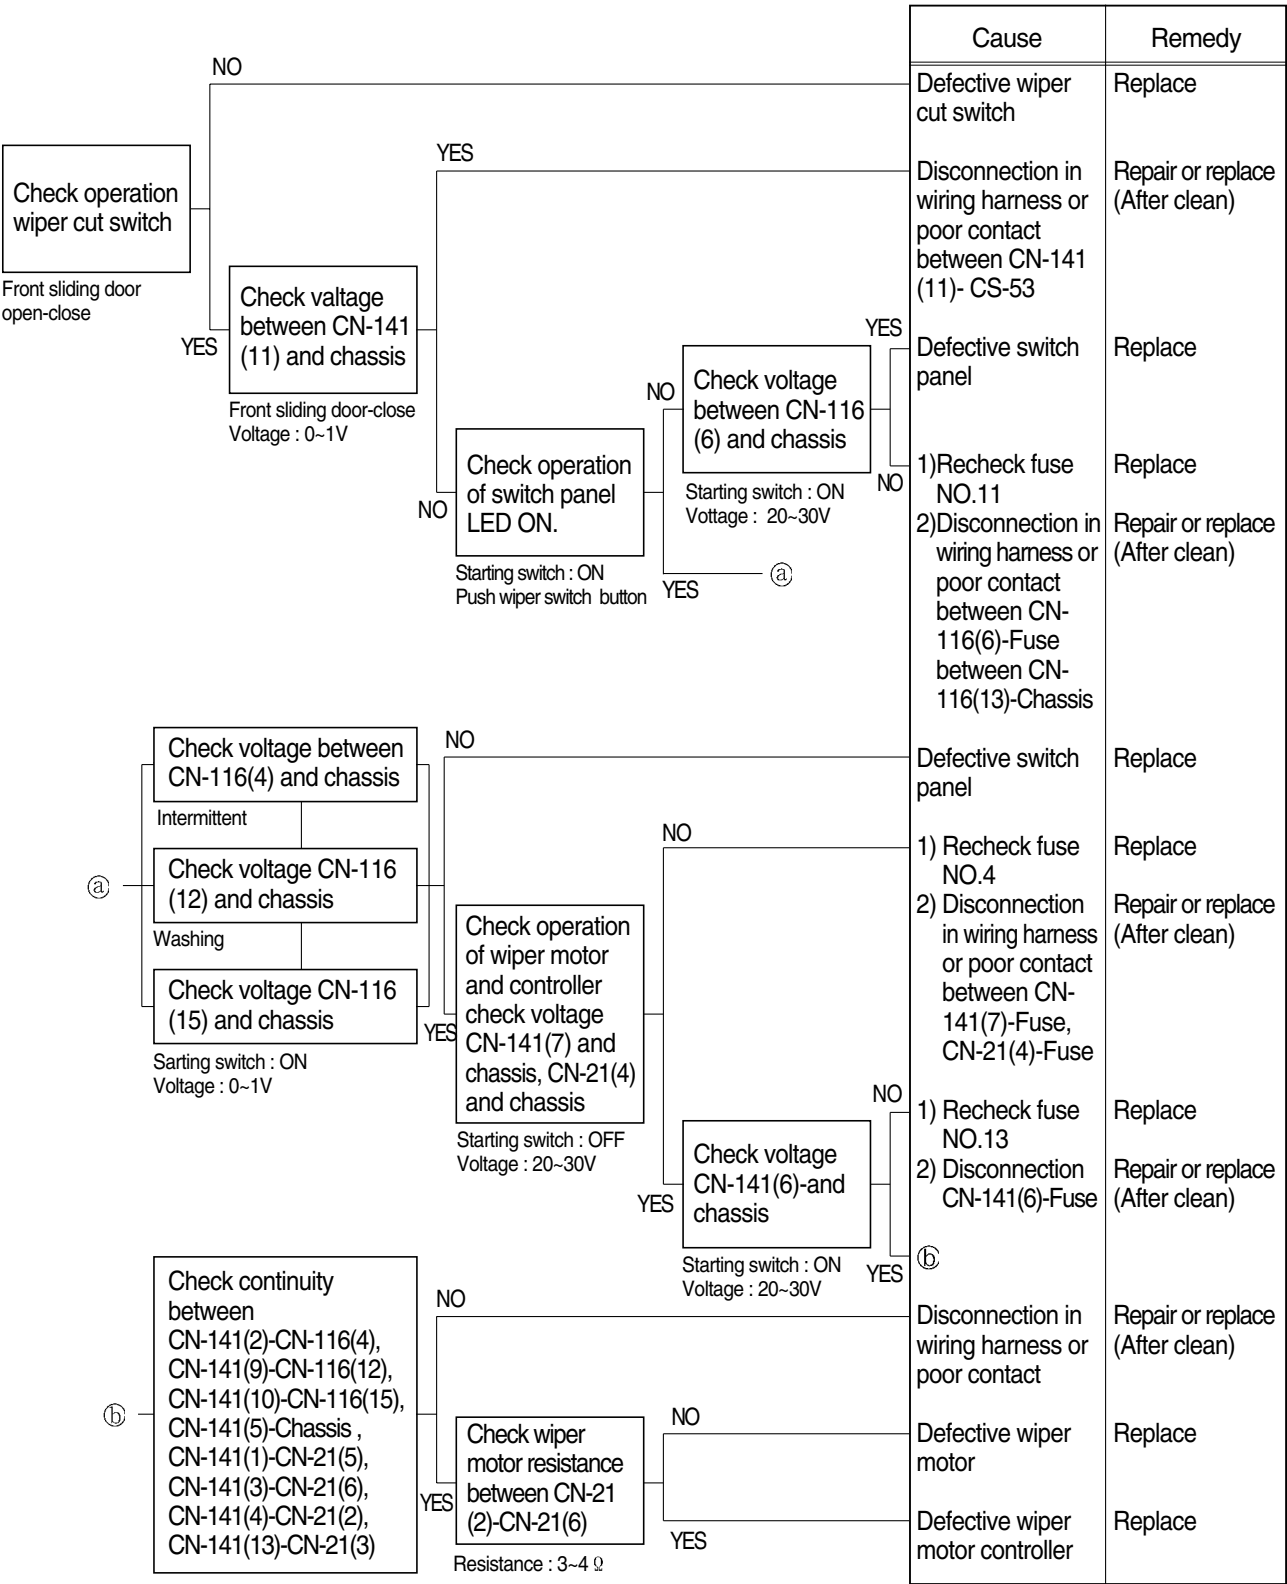 Cause
Remedy
NO
Defective wiper
cut switch
Replace
Check operation
wiper cut switch
Front sliding door
open-close
YES
Disconnection in
wiring harness or
poor contact
between CN-141
(11)- CS-53
Repair or replace
(After clean)
YES
Check valtage
between CN-141
(11) and chassis
Front sliding door-close
Voltage : 0~1V
NO
Check operation
of switch panel
LED ON.
Starting switch : ON
Push wiper switch button
NO
Check voltage
between CN-116
(6) and chassis
Starting switch : ON
Vottage : 20~30V
YES
Defective switch
panel
Replace
NO
1)Recheck fuse
NO.11
Replace
2)Disconnection in
wiring harness or
poor contact
between CN-
116(6)-Fuse
between CN-
116(13)-Chassis
Repair or replace
(After clean)
YES
ⓐ
ⓐ
Check voltage between
CN-116(4) and chassis
Intermittent
Check voltage CN-116
(12) and chassis
Washing
Check voltage CN-116
(15) and chassis
Sarting switch : ON
Voltage : 0~1V
NO
Defective switch
panel
Replace
YES
Check operation
of wiper motor
and controller
check voltage
CN-141(7) and
chassis, CN-21(4)
and chassis
Starting switch : OFF
Voltage : 20~30V
NO
1) Recheck fuse
NO.4
Replace
2) Disconnection
in wiring harness
or poor contact
between CN-
141(7)-Fuse,
CN-21(4)-Fuse
Repair or replace
(After clean)
YES
Check voltage
CN-141(6)-and
chassis
Starting switch : ON
Voltage : 20~30V
NO
1) Recheck fuse
NO.13
Replace
2) Disconnection
CN-141(6)-Fuse
Repair or replace
(After clean)
YES
ⓑ
ⓑ
Check continuity
between
CN-141(2)-CN-116(4),
CN-141(9)-CN-116(12),
CN-141(10)-CN-116(15),
CN-141(5)-Chassis ,
CN-141(1)-CN-21(5),
CN-141(3)-CN-21(6),
CN-141(4)-CN-21(2),
CN-141(13)-CN-21(3)
NO
Disconnection in
wiring harness or
poor contact
Repair or replace
(After clean)
YES
Check wiper
motor resistance
between CN-21
(2)-CN-21(6)
Resistance : 3~4 Ω
NO
Defective wiper
motor
Replace
YES
Defective wiper
motor controller
Replace